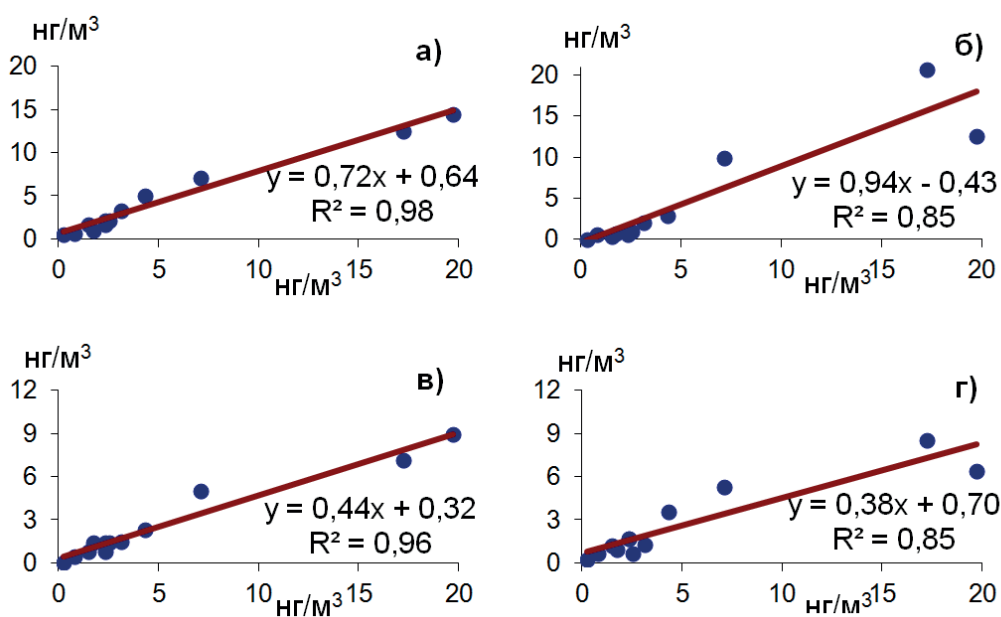 нг/м³
а)
20
15
10
5
0
y = 0,72x + 0,64
R² = 0,98
0 5 10 15 20
нг/м³
нг/м³
б)
20
15
10
5
0
y = 0,94x - 0,43
R² = 0,85
0 5 10 15 20
нг/м³
нг/м³
в)
12
9
6
3
0
y = 0,44x + 0,32
R² = 0,96
0 5 10 15 20
нг/м³
нг/м³
г)
12
9
6
3
0
y = 0,38x + 0,70
R² = 0,85
0 5 10 15 20
нг/м³